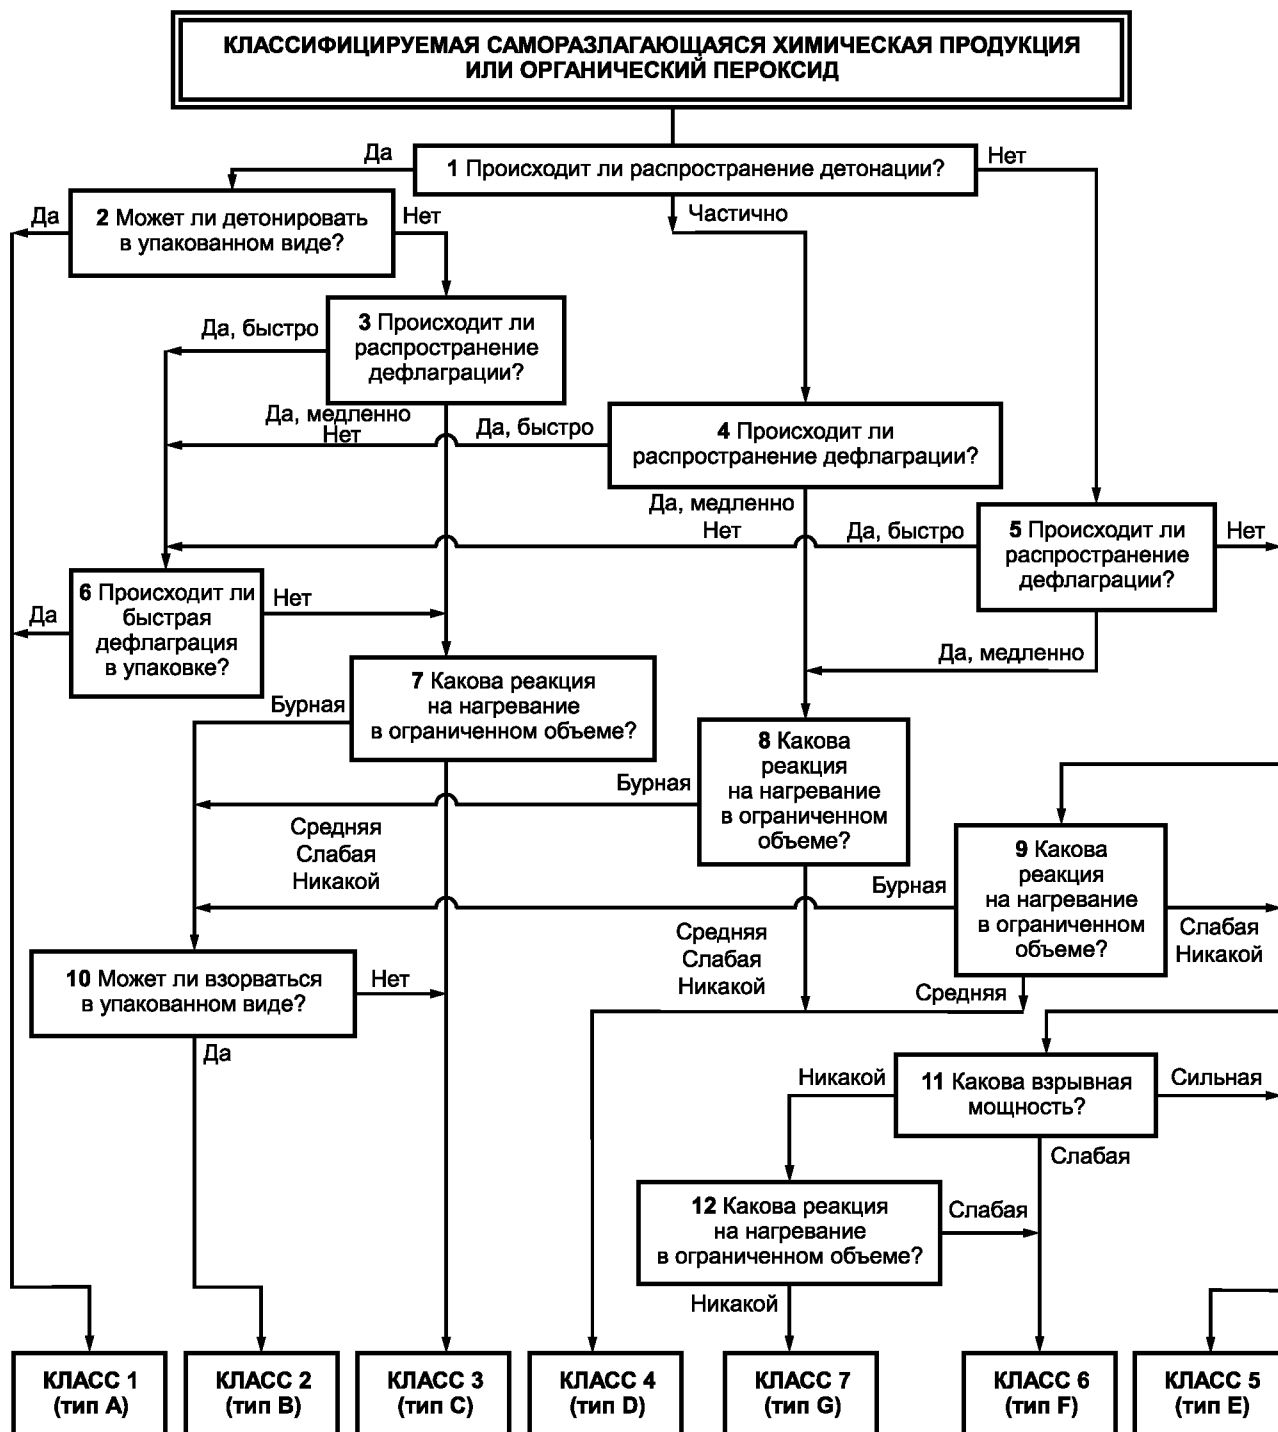 КЛАССИФИЦИРУЕМАЯ САМОРАЗЛАГАЮЩАЯСЯ ХИМИЧЕСКАЯ ПРОДУКЦИЯ
ИЛИ ОРГАНИЧЕСКИЙ ПЕРОКСИД
Да
1 Происходит ли распространение детонации?
Нет
Частично
Да
2 Может ли детонировать
в упакованном виде?
Нет
Да, быстро
3 Происходит ли
распространение
дефлаграции?
Да, медленно
Нет
Да, быстро
4 Происходит ли
распространение дефлаграции?
Да, медленно
Нет
Да, быстро
5 Происходит ли
распространение
дефлаграции?
Нет
Да, медленно
Да
6 Происходит ли
быстрая
дефлаграция
в упаковке?
Нет
Бурная
7 Какова реакция
на нагревание
в ограниченном объеме?
Средняя
Слабая
Никакой
Бурная
8 Какова
реакция
на нагревание
в ограниченном
объеме?
Средняя
Слабая
Никакой
Бурная
9 Какова
реакция
на нагревание
в ограниченном
объеме?
Слабая
Никакой
Средняя
10 Может ли взорваться
в упакованном виде?
Нет
Да
Никакой
11 Какова взрывная
мощность?
Сильная
Слабая
12 Какова реакция
на нагревание
в ограниченном объеме?
Слабая
Никакой
КЛАСС 1
(тип A)
КЛАСС 2
(тип B)
КЛАСС 3
(тип C)
КЛАСС 4
(тип D)
КЛАСС 7
(тип G)
КЛАСС 6
(тип F)
КЛАСС 5
(тип E)